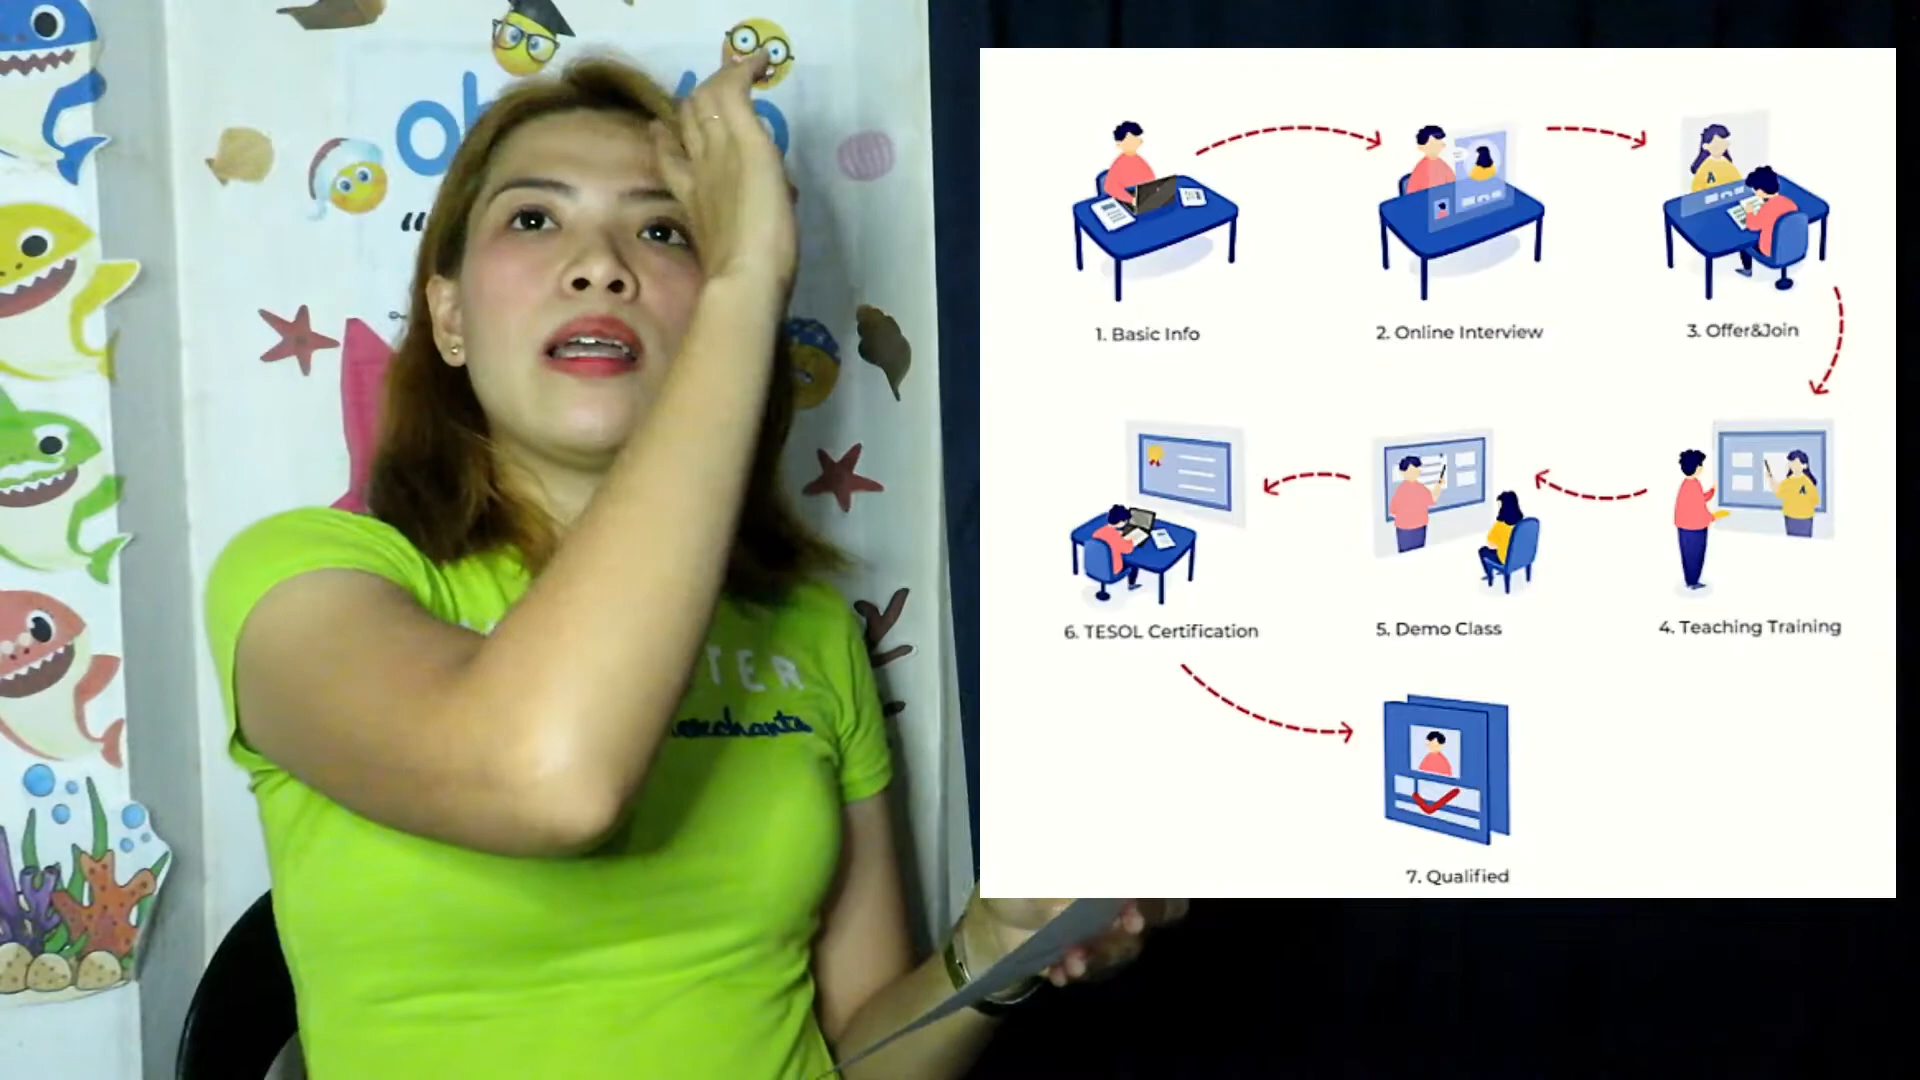 1. Basic Info
2. Online Interview
3. Offer&Join
6. TESOL Certification
5. Demo Class
4. Teaching Training
7. Qualified